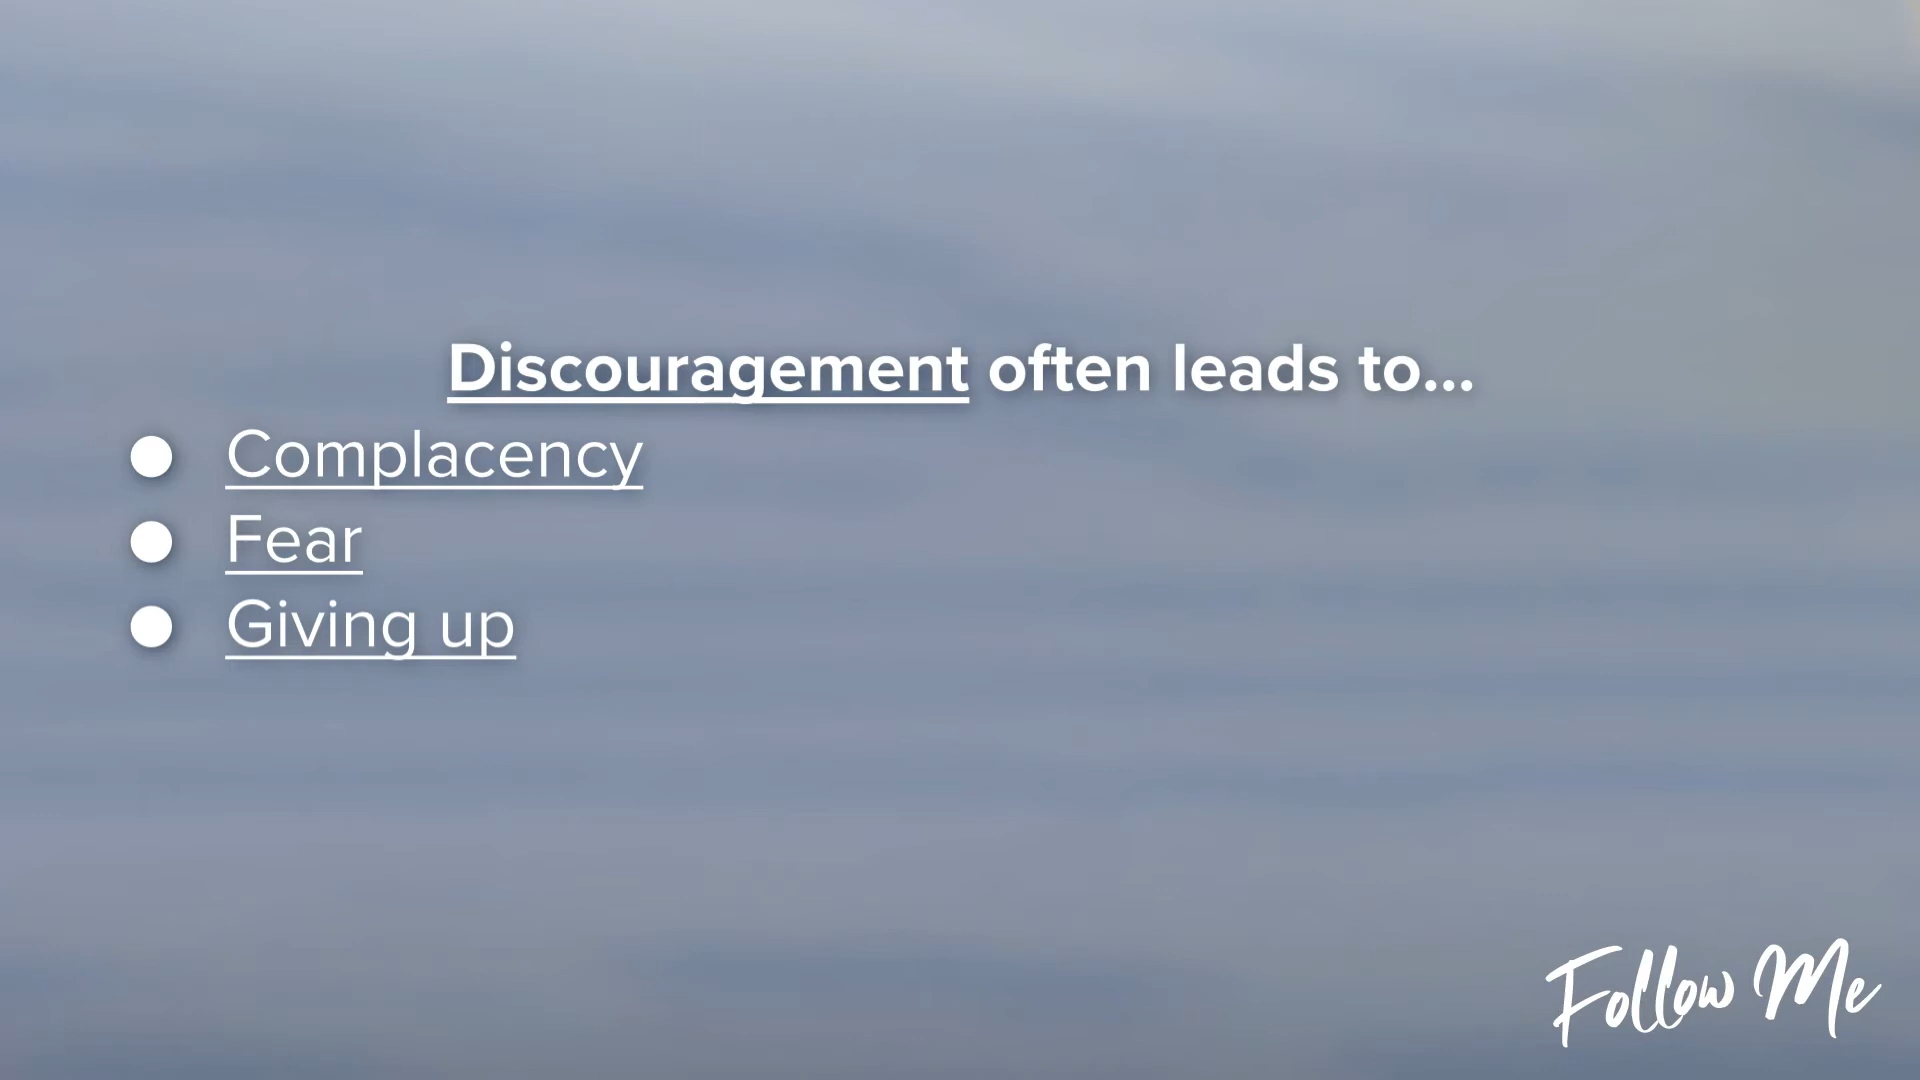 Discouragement often leads to...
● Complacency
● Fear
● Giving up
Follow Me